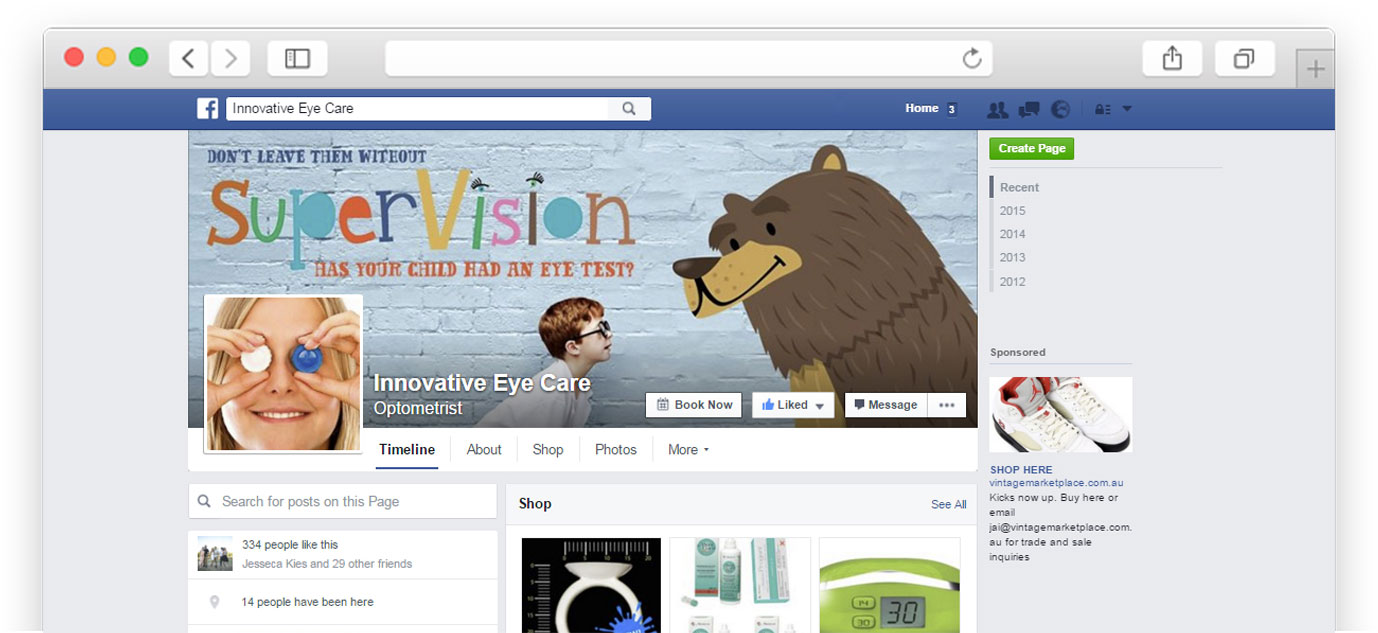 Innovative Eye Care
Home 3
DON'T LEAVE THEM WITHOUT
SuperVision
HAS YOUR CHILD HAD AN EYE TEST?
Innovative Eye Care
Optometrist
Book Now
Liked
Message
Timeline
About
Shop
Photos
More
Search for posts on this Page
334 people like this
Jesseca Kies and 29 other friends
14 people have been here
Shop
See All
30
Create Page
Recent
2015
2014
2013
2012
Sponsored
SHOP HERE
vintagemarketplace.com.au
Kicks now up. Buy here or
email
jai@vintagemarketplace.com.
au for trade and sale
inquiries